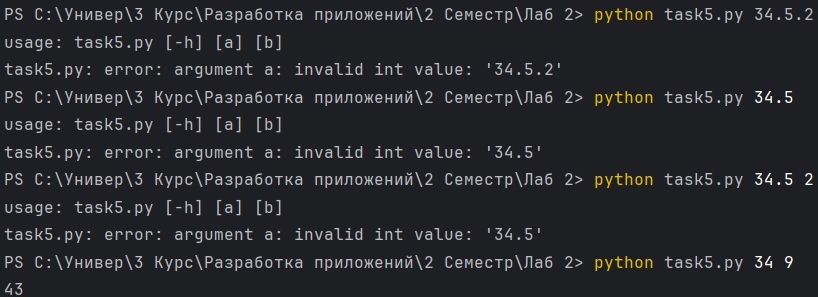 PS C:\Универ\3 Курс\Разработка приложений\2 Семестр\Лаб 2> python task5.py 34.5.2
usage: task5.py [-h] [a] [b]
task5.py: error: argument a: invalid int value: '34.5.2'
PS C:\Универ\3 Курс\Разработка приложений\2 Семестр\Лаб 2> python task5.py 34.5
usage: task5.py [-h] [a] [b]
task5.py: error: argument a: invalid int value: '34.5'
PS C:\Универ\3 Курс\Разработка приложений\2 Семестр\Лаб 2> python task5.py 34.5 2
usage: task5.py [-h] [a] [b]
task5.py: error: argument a: invalid int value: '34.5'
PS C:\Универ\3 Курс\Разработка приложений\2 Семестр\Лаб 2> python task5.py 34 9
43